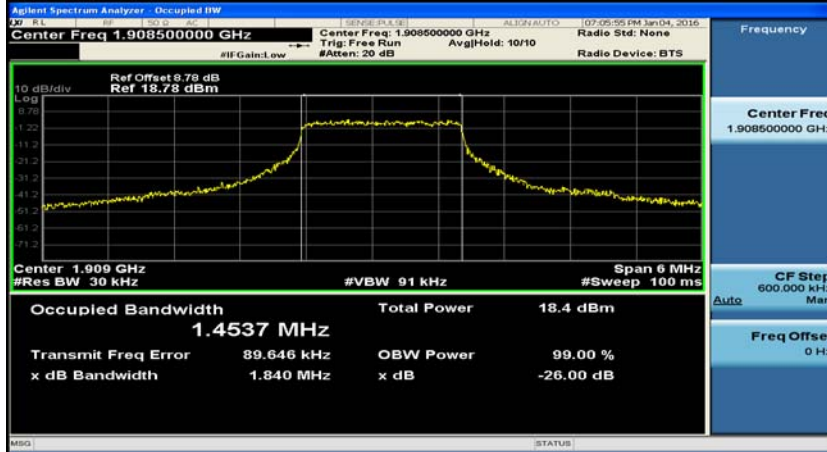 Agilent Spectrum Analyzer - Occupied BW
LXI RL RF 50 Ω AC SENSE:PULSE ALIGN AUTO 07:05:55 PM Jan 04, 2016
Center Freq 1.908500000 GHz
Center Freq: 1.908500000 GHz
Radio Std: None
Trig: Free Run Avg|Hold: 10/10
#IFGain:Low #Atten: 20 dB Radio Device: BTS
Frequency
Ref Offset 8.78 dB
10 dB/div Ref 18.78 dBm
Log
8.78
-1.22
-11.2
-21.2
-31.2
-41.2
-51.2
-61.2
-71.2
Center Freq
1.908500000 GHz
Center 1.909 GHz Span 6 MHz
#Res BW 30 kHz #VBW 91 kHz #Sweep 100 ms
CF Step
600.000 kHz
Auto Man
Occupied Bandwidth Total Power 18.4 dBm
1.4537 MHz
Transmit Freq Error 89.646 kHz OBW Power 99.00 %
x dB Bandwidth 1.840 MHz x dB -26.00 dB
Freq Offse
0 H
MSG STATUS